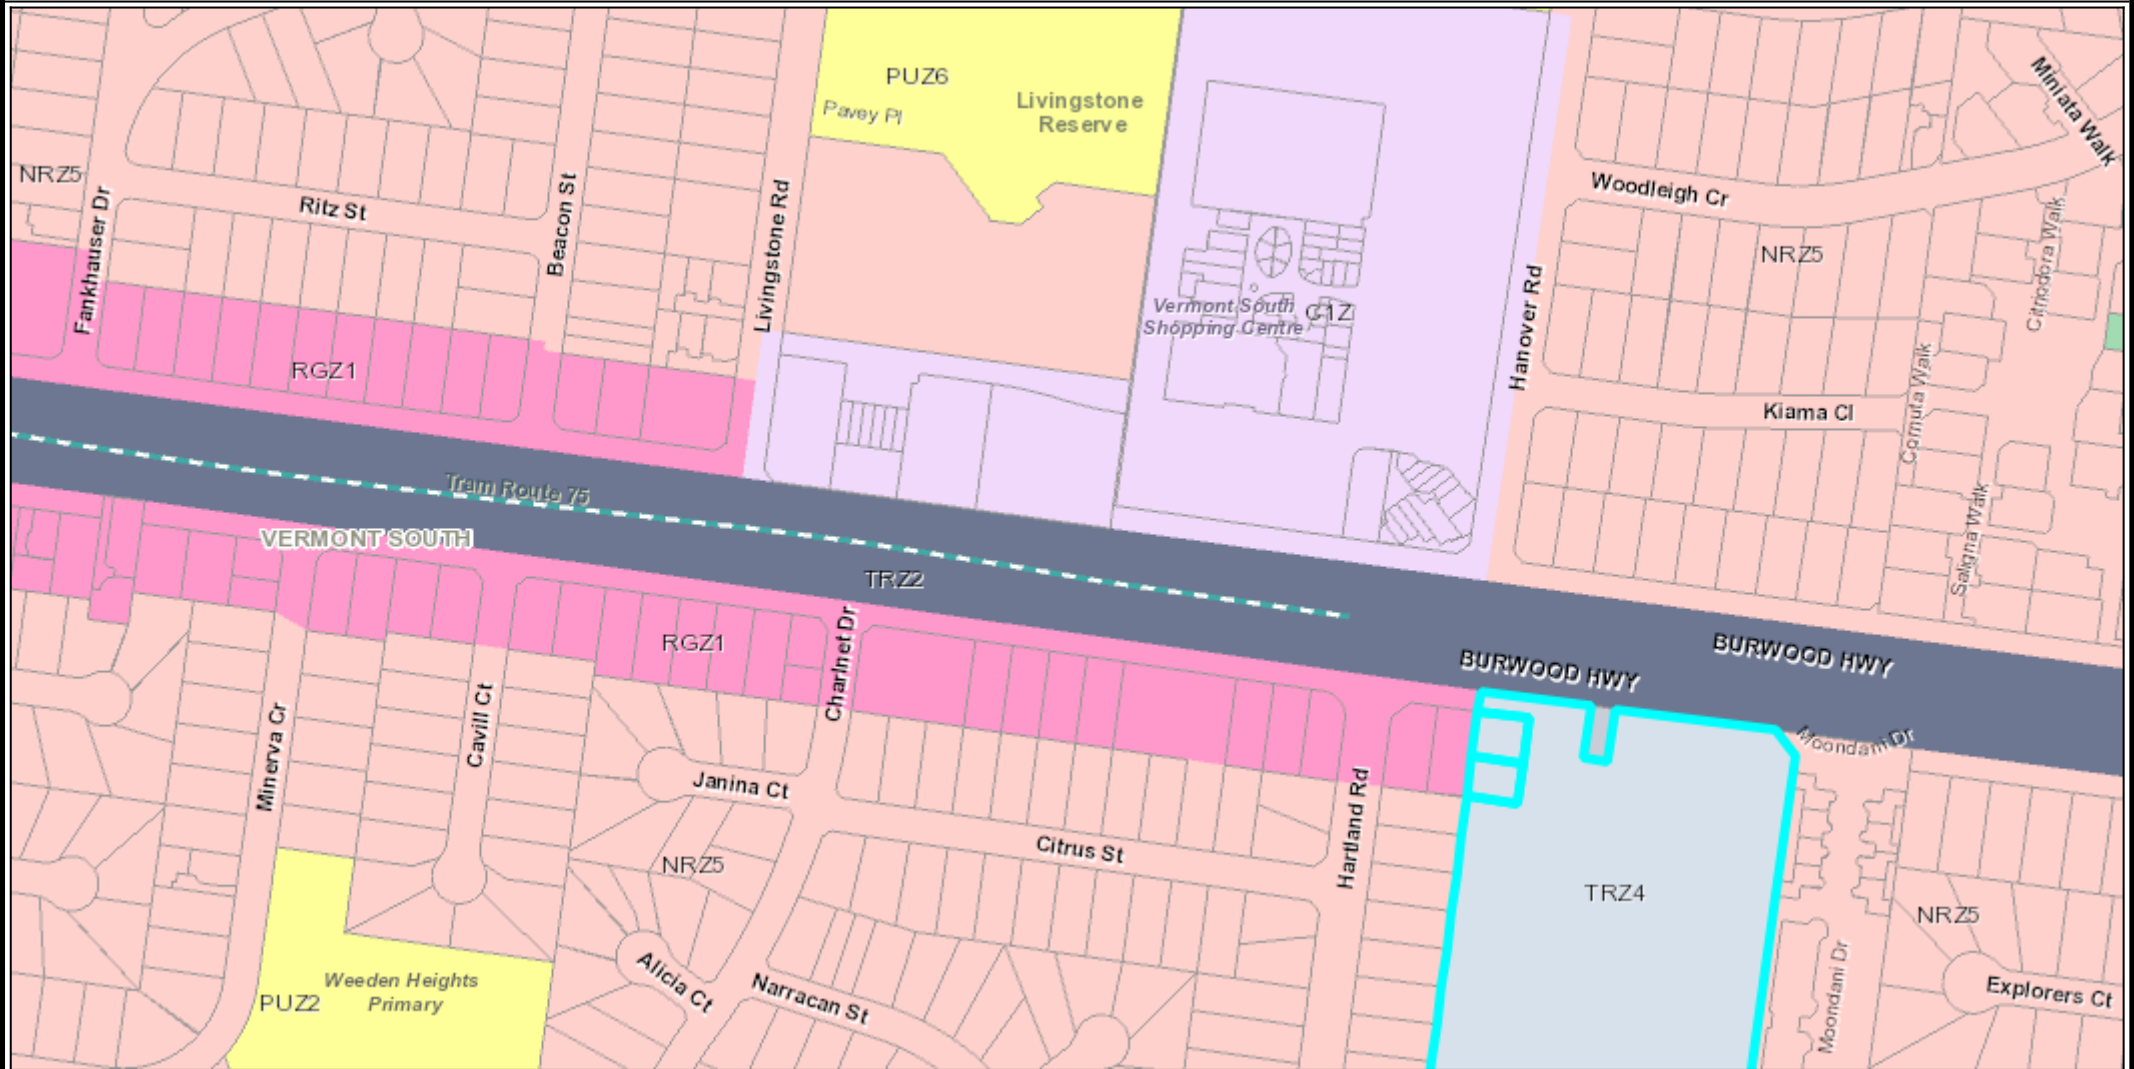 Miniata Walk
PUZ6
Livingstone
Reserve
Pavey Pl
NRZ5
Fankhauser Dr
Ritz St
Beacon St
Livingstone Rd
Woodleigh Cr
NRZ5
Citriodora Walk
Hanover Rd
Vermont South
Shopping Centre
C1Z
RGZ1
Kiama Cl
Cornuta Walk
Saligna Walk
Tram Route 75
VERMONT SOUTH
TRZ2
RGZ1
Charlnet Dr
BURWOOD HWY
BURWOOD HWY
Moondani Dr
Minerva Cr
Cavill Ct
Janina Ct
Citrus St
Hartland Rd
NRZ5
TRZ4
NRZ5
Weeden Heights
Primary
PUZ2
Alicia Ct
Narracan St
Moondani Dr
Explorers Ct